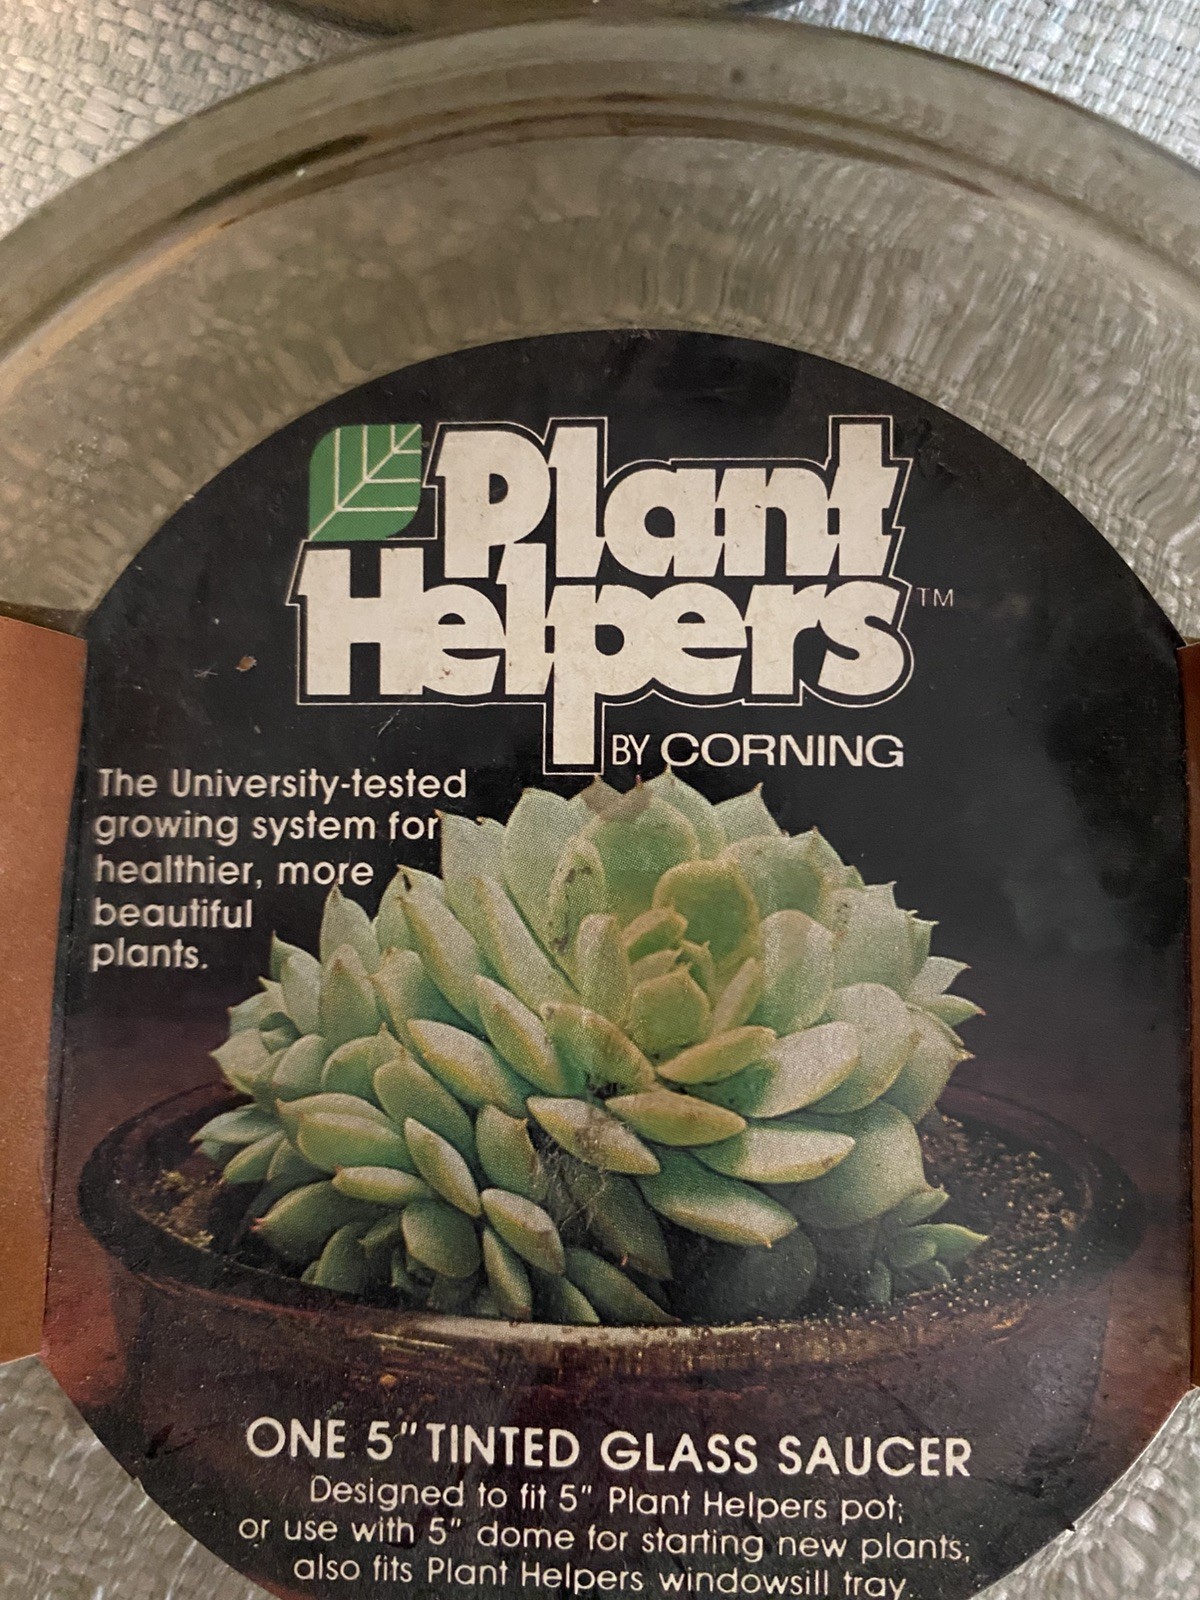 Plant
Helpers™
BY CORNING
The University-tested
growing system for
healthier, more
beautiful
plants.
ONE 5" TINTED GLASS SAUCER
Designed to fit 5" Plant Helpers pot;
or use with 5" dome for starting new plants;
also fits Plant Helpers windowsill tray.